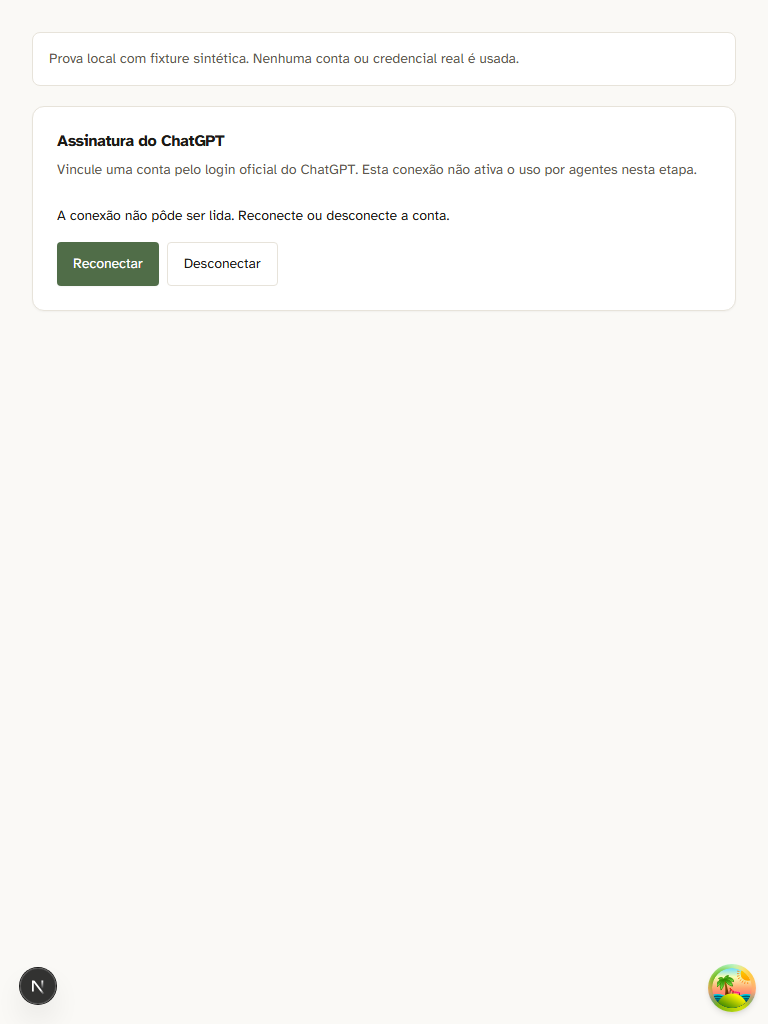 Prova local com fixture sintética. Nenhuma conta ou credencial real é usada.
Assinatura do ChatGPT
Vincule uma conta pelo login oficial do ChatGPT. Esta conexão não ativa o uso por agentes nesta etapa.
A conexão não pôde ser lida. Reconecte ou desconecte a conta.
Reconectar
Desconectar
N